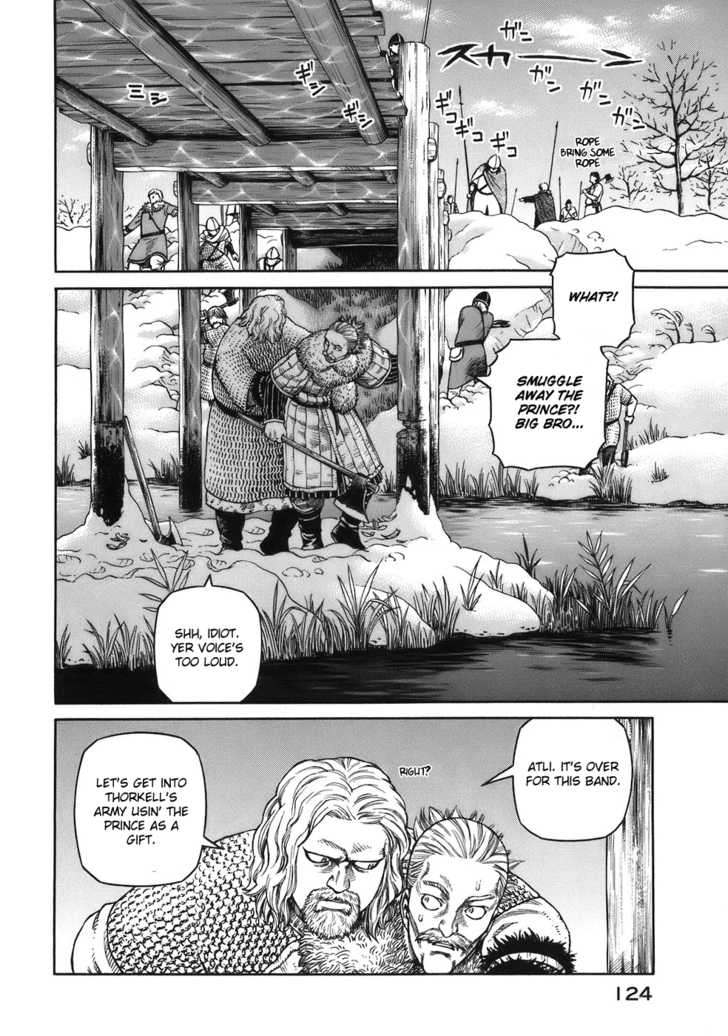 ガン
ガン
スカーン
ガン
ギコ
ギコ
ギコ
ギシ
ギシ
ミシ
ROPE
BRING SOME
ROPE
WHAT?!
SMUGGLE
AWAY THE
PRINCE?!
BIG BRO...
SHH, IDIOT.
YER VOICE'S
TOO LOUD.
ATLI. IT'S OVER
FOR THIS BAND.
RIGHT?
LET'S GET INTO
THORKELL'S
ARMY USIN' THE
PRINCE AS A
GIFT.
124